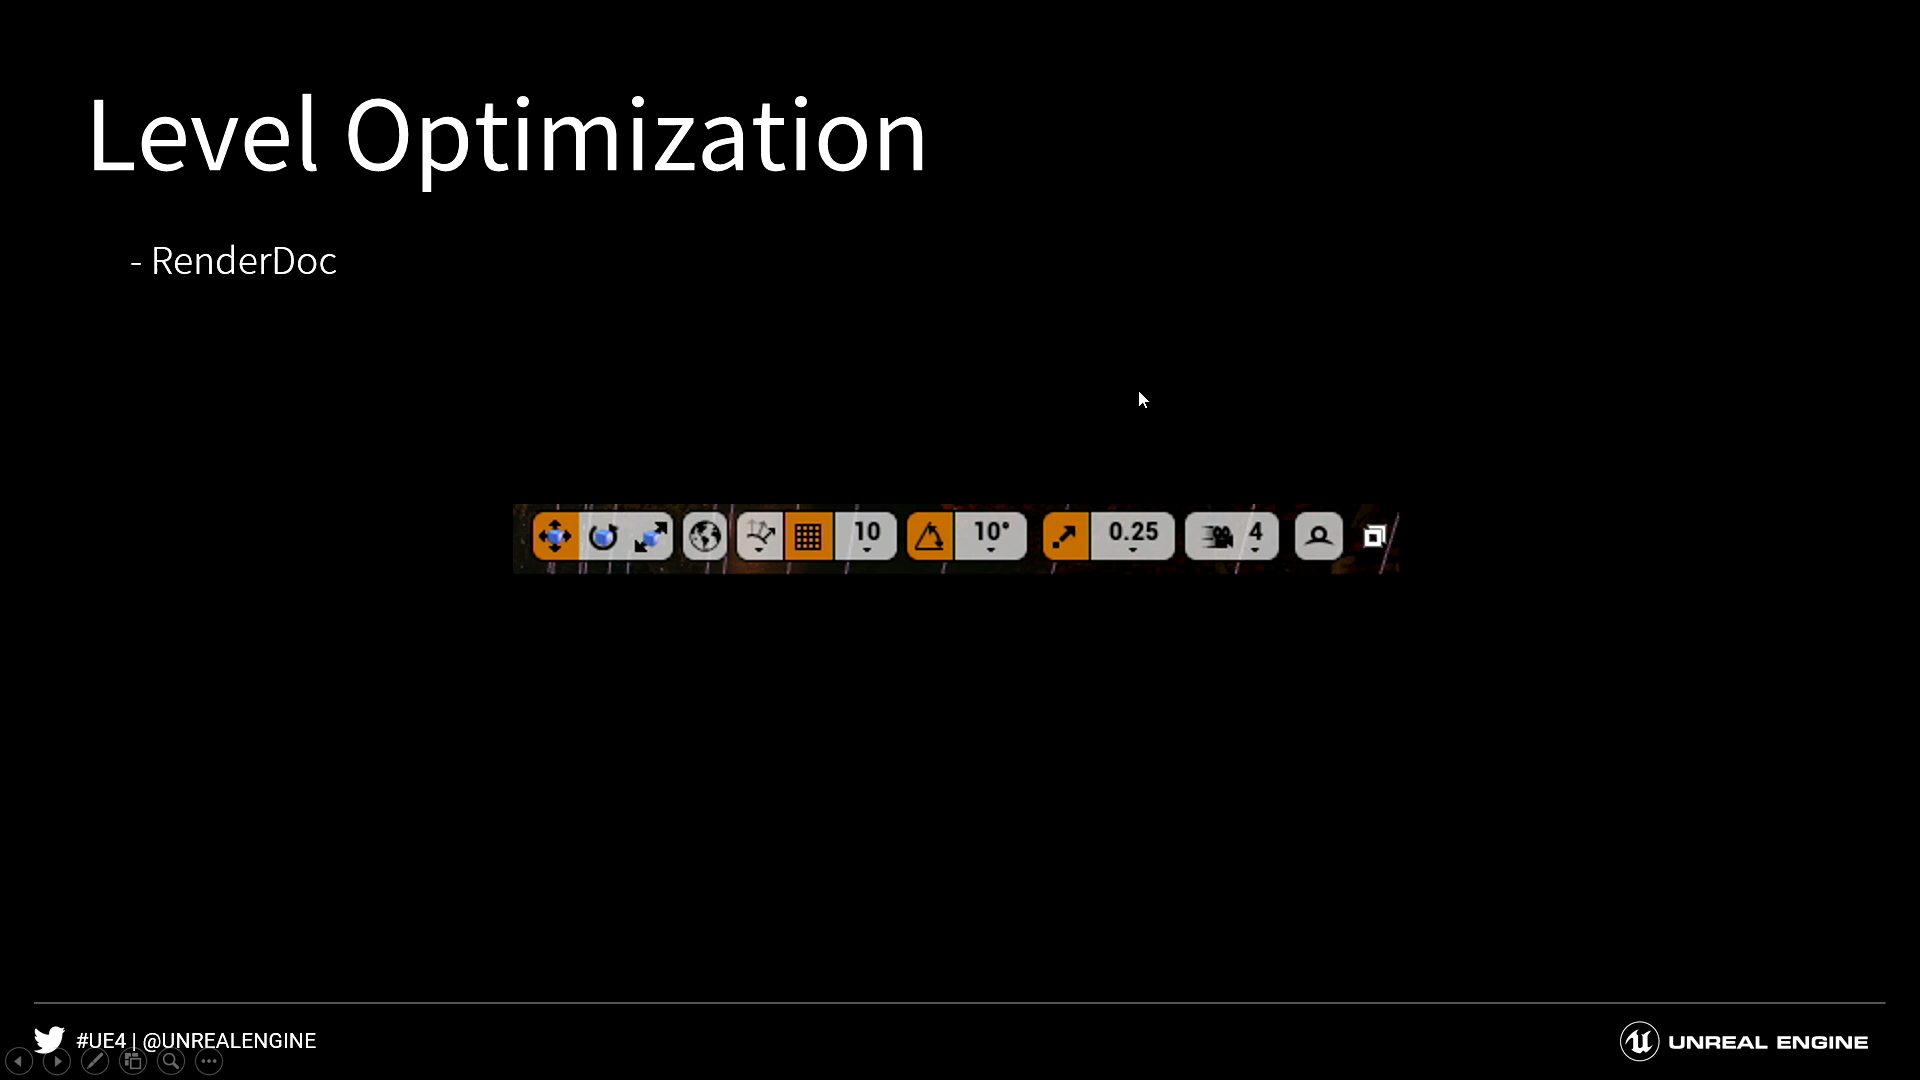 Level Optimization
- RenderDoc
10 10° 0.25 4
#UE4 | @UNREALENGINE
UNREAL ENGINE